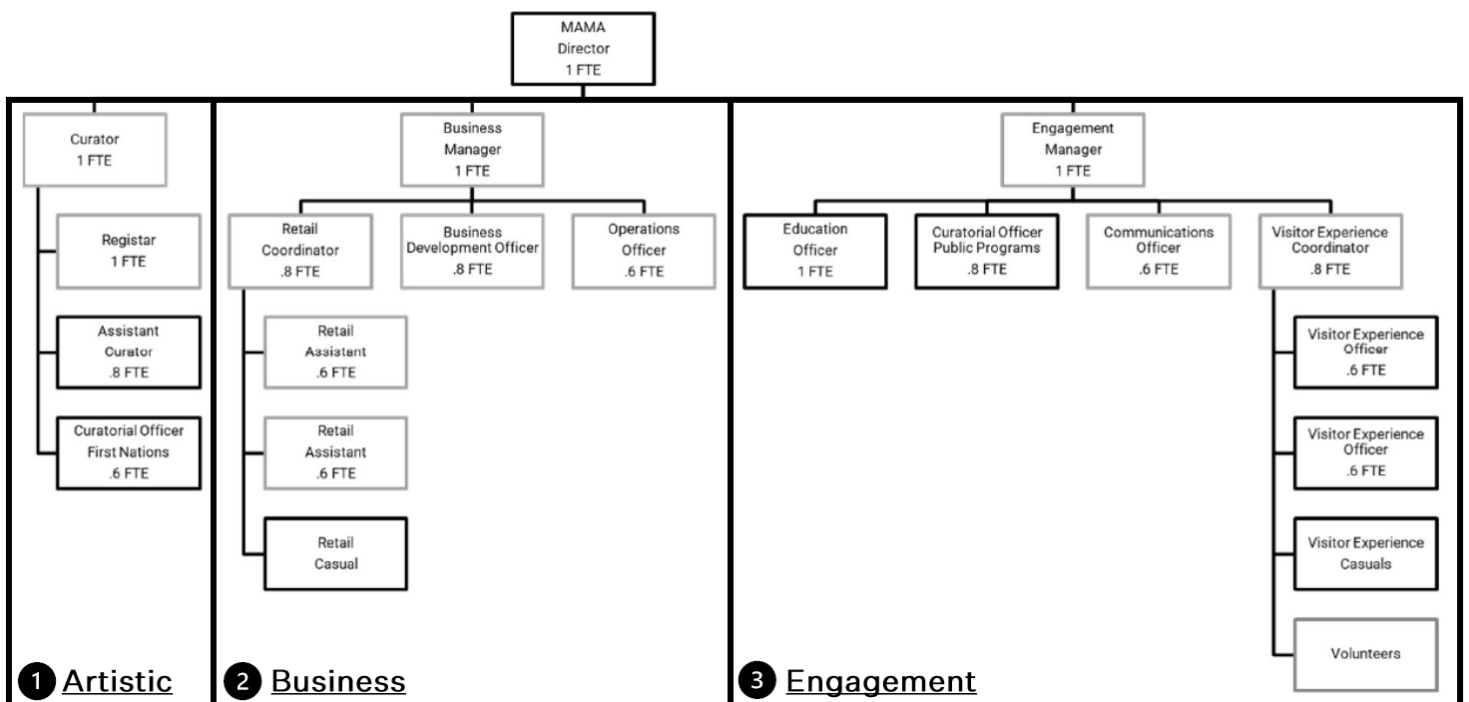 MAMA
Director
1 FTE
Curator
1 FTE
Registar
1 FTE
Assistant
Curator
.8 FTE
Curatorial Officer
First Nations
.6 FTE
1 Artistic
Business
Manager
1 FTE
Retail
Coordinator
.8 FTE
Business
Development Officer
.8 FTE
Operations
Officer
.6 FTE
Retail
Assistant
.6 FTE
Retail
Assistant
.6 FTE
Retail
Casual
2 Business
Engagement
Manager
1 FTE
Education
Officer
1 FTE
Curatorial Officer
Public Programs
.8 FTE
Communications
Officer
.6 FTE
Visitor Experience
Coordinator
.8 FTE
Visitor Experience
Officer
.6 FTE
Visitor Experience
Officer
.6 FTE
Visitor Experience
Casuals
Volunteers
3 Engagement